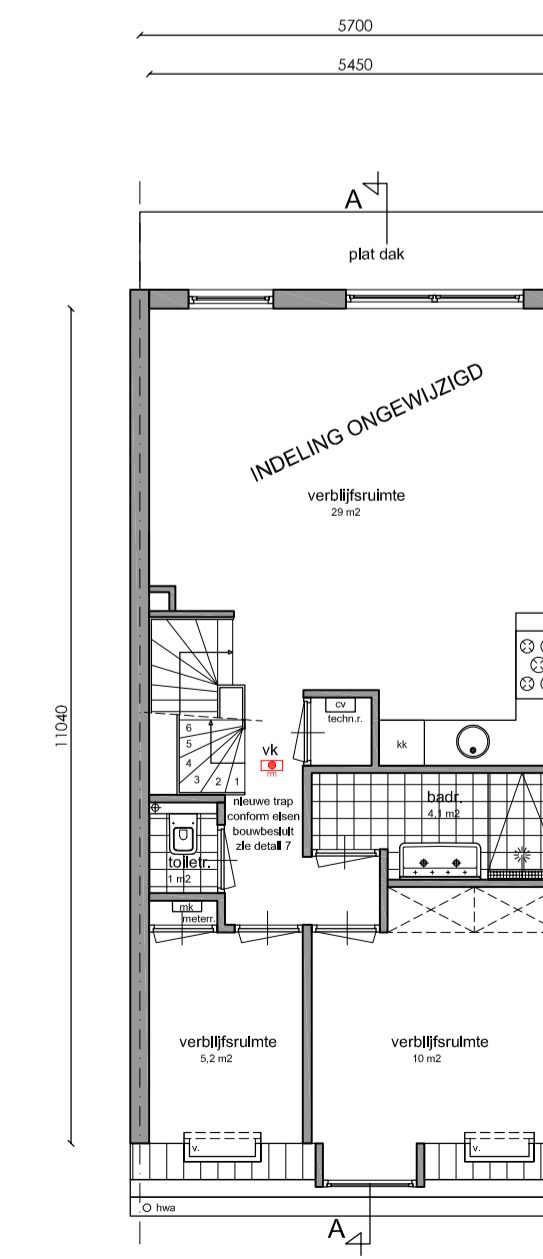 5700
5450
A
plat dak
INDELING ONGEWIJZIGD
verblijfsruimte
29 m2
11040
cv
techn.r.
kk
6
5
4
3 2 1
vk
rm
nieuwe trap
conform eisen
bouwbesluit
zie detail 7
badr.
4,1 m2
toiletr.
1 m2
mk
meterr.
verblijfsruimte
5,2 m2
verblijfsruimte
10 m2
v.
v.
hwa
A